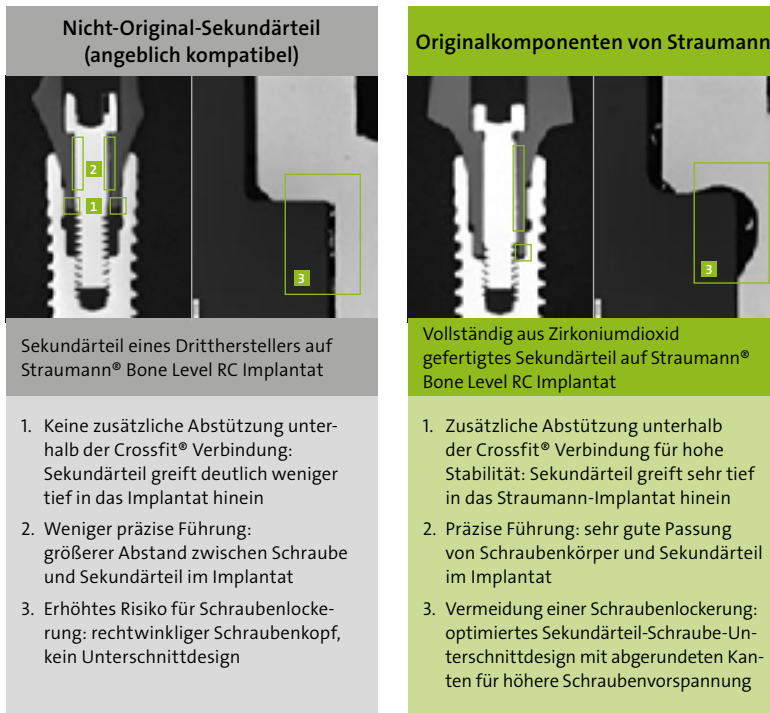 Nicht-Original-Sekundärteil
(angeblich kompatibel)
2
1
3
Sekundärteil eines Drittherstellers auf
Straumann® Bone Level RC Implantat
1. Keine zusätzliche Abstützung unter-
halb der Crossfit® Verbindung:
Sekundärteil greift deutlich weniger
tief in das Implantat hinein
2. Weniger präzise Führung:
größerer Abstand zwischen Schraube
und Sekundärteil im Implantat
3. Erhöhtes Risiko für Schraubenlocke-
rung: rechtwinkliger Schraubenkopf,
kein Unterschnittdesign
Originalkomponenten von Straumann
3
Vollständig aus Zirkoniumdioxid
gefertigtes Sekundärteil auf Straumann®
Bone Level RC Implantat
1. Zusätzliche Abstützung unterhalb
der Crossfit® Verbindung für hohe
Stabilität: Sekundärteil greift sehr tief
in das Straumann-Implantat hinein
2. Präzise Führung: sehr gute Passung
von Schraubenkörper und Sekundärteil
im Implantat
3. Vermeidung einer Schraubenlockerung:
optimiertes Sekundärteil-Schraube-Un-
terschnittdesign mit abgerundeten Kan-
ten für höhere Schraubenvorspannung